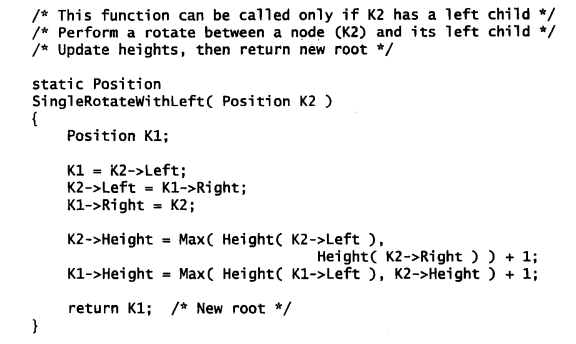 /* This function can be called only if K2 has a left child */
/* Perform a rotate between a node (K2) and its left child */
/* Update heights, then return new root */
static Position
SingleRotateWithLeft( Position K2 )
{
Position K1;
K1 = K2->Left;
K2->Left = K1->Right;
K1->Right = K2;
K2->Height = Max( Height( K2->Left ),
Height( K2->Right ) ) + 1;
K1->Height = Max( Height( K1->Left ), K2->Height ) + 1;
return K1;  /* New root */
}